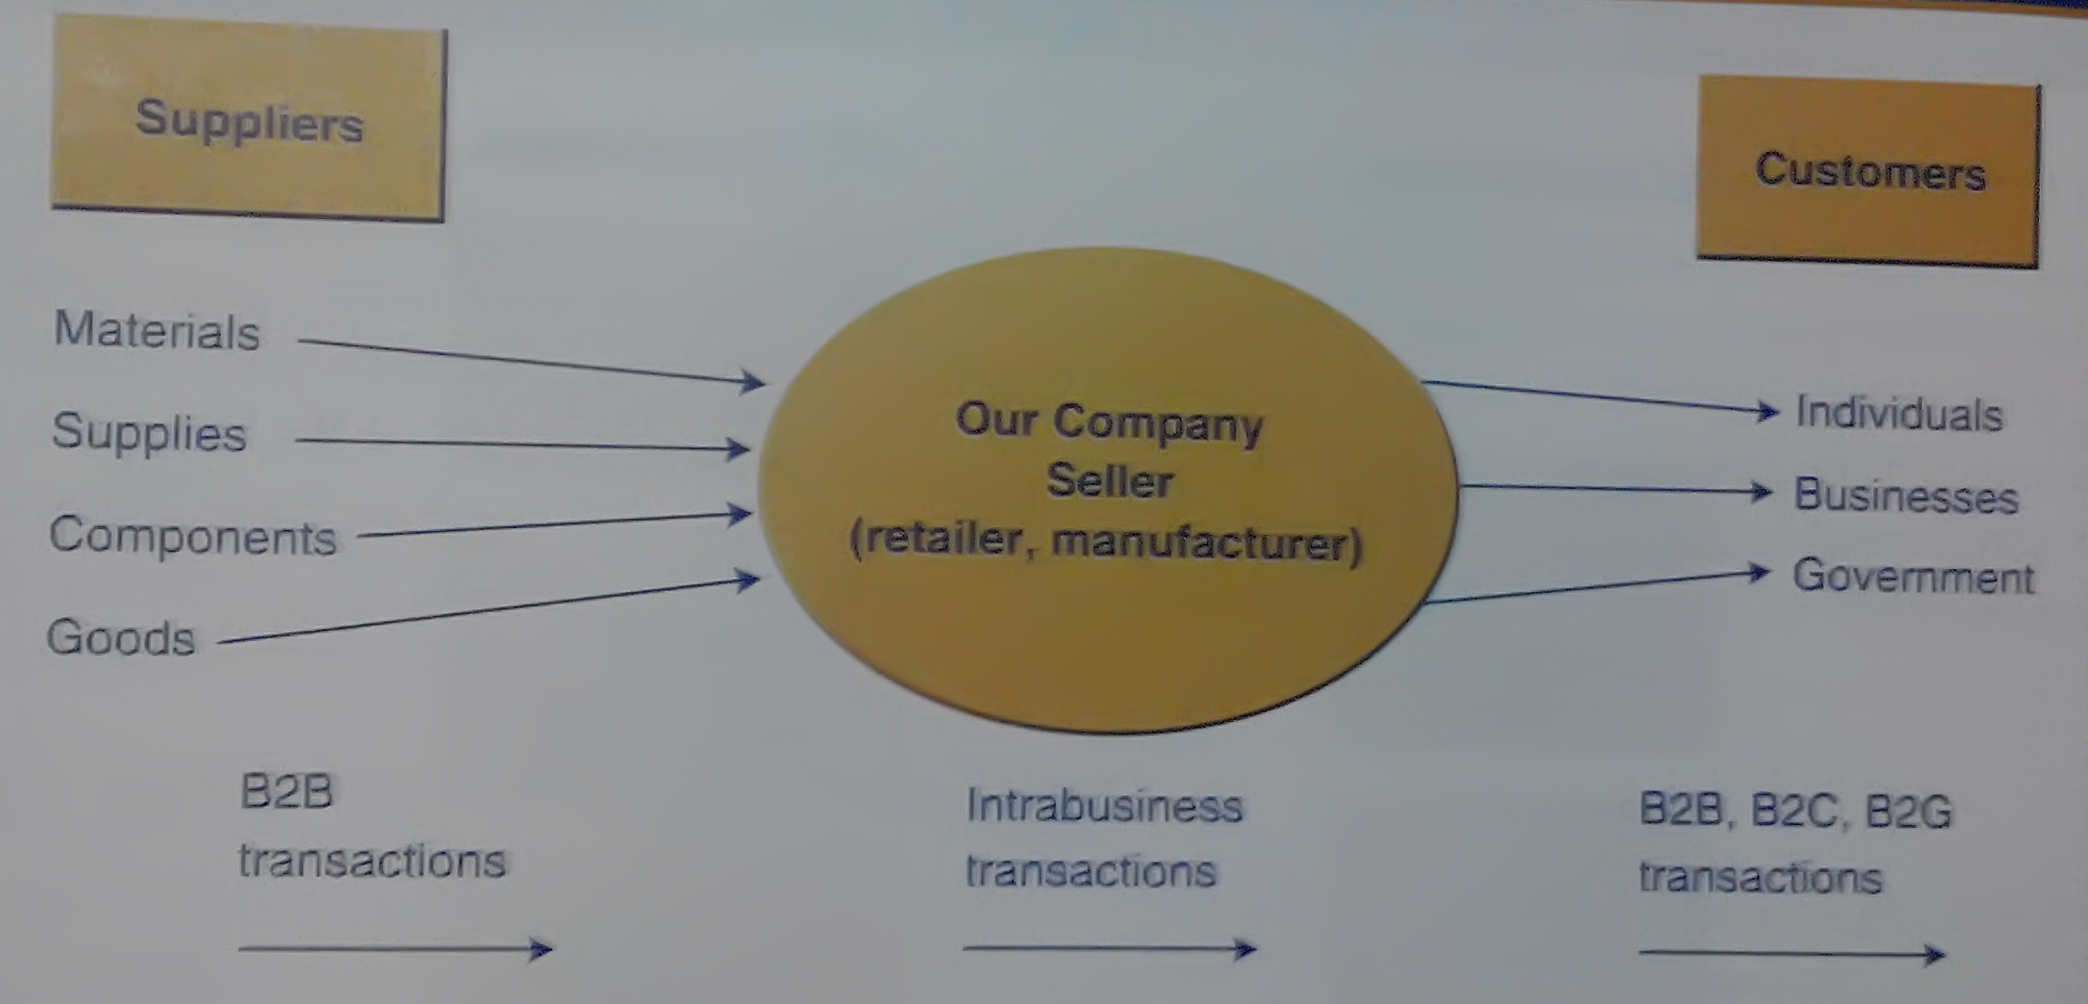 Suppliers
Customers
Materials
Supplies
Components
Goods
Our Company
Seller
(retailer, manufacturer)
Individuals
Businesses
Government
B2B
transactions
Intrabusiness
transactions
B2B, B2C, B2G
transactions